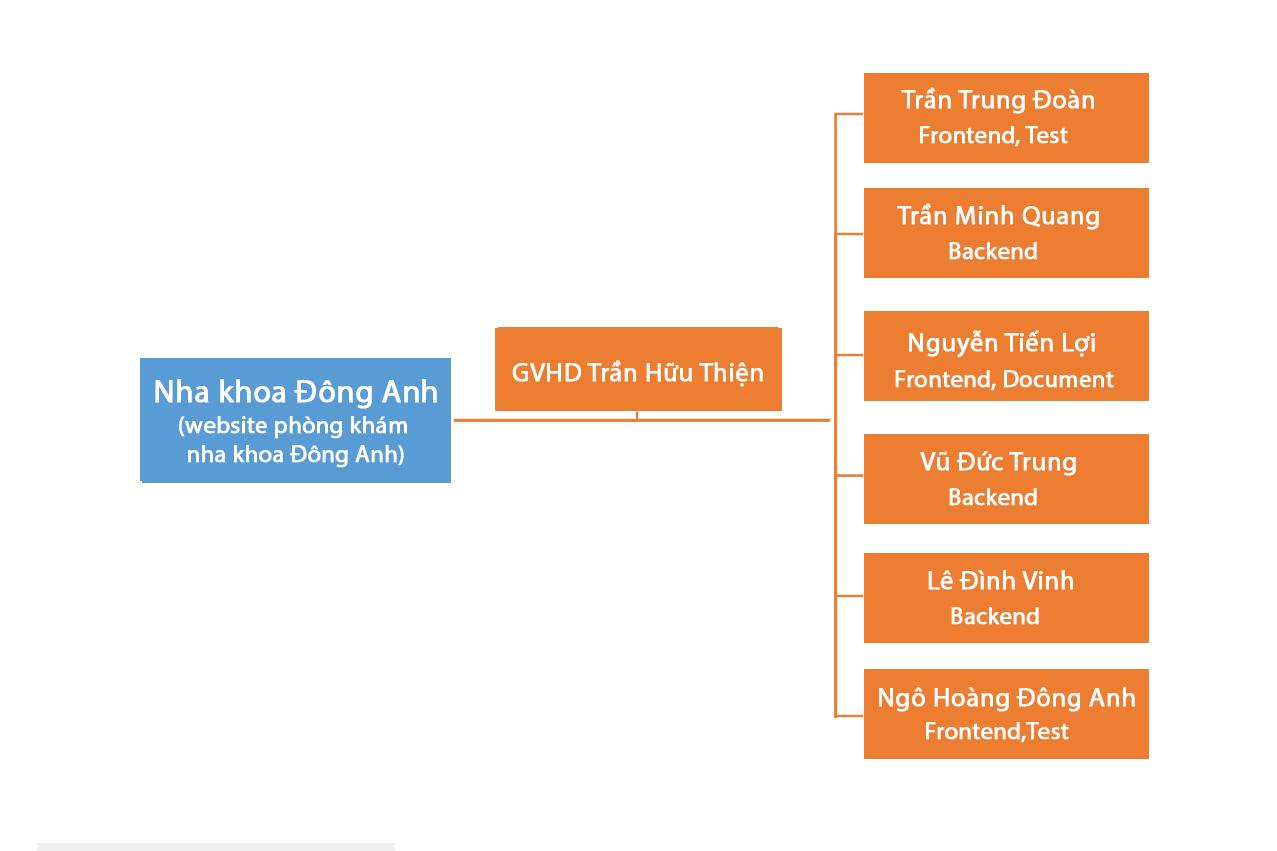 Nha khoa Đông Anh
(website phòng khám
nha khoa Đông Anh)
GVHD Trần Hữu Thiện
Trần Trung Đoàn
Frontend, Test
Trần Minh Quang
Backend
Nguyễn Tiến Lợi
Frontend, Document
Vũ Đức Trung
Backend
Lê Đình Vinh
Backend
Ngô Hoàng Đông Anh
Frontend,Test